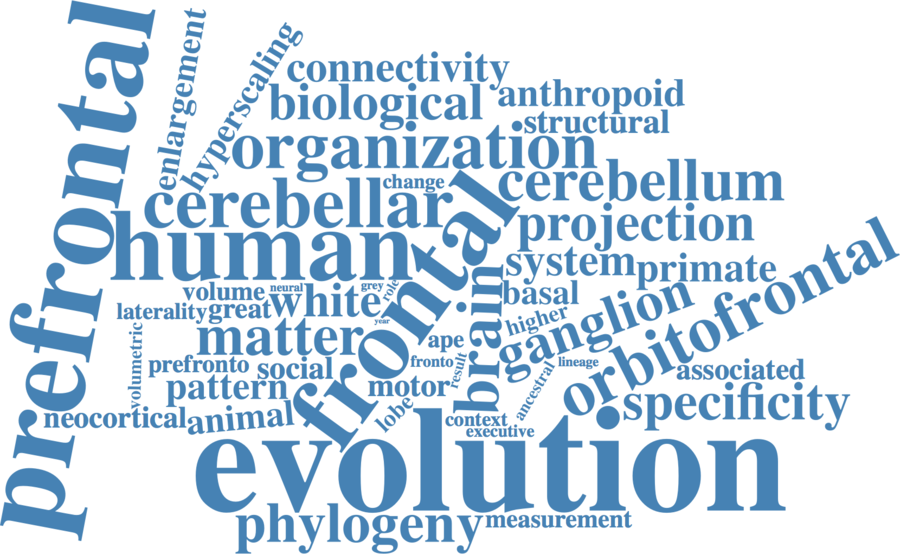 prefrontal
enlargement
hyperscaling
connectivity
biological
anthropoid
structural
organization
change
cerebellum
cerebellar
projection
human
frontal
system
primate
orbitofrontal
volume
neural
grey
role
white
basal
laterality
great
year
higher
ganglion
matter
brain
ape
volumetric
prefronto
social
fronto
result
lineage
associated
pattern
motor
ancestral
specificity
neocortical
animal
lobe
context
executive
evolution
phylogeny
measurement